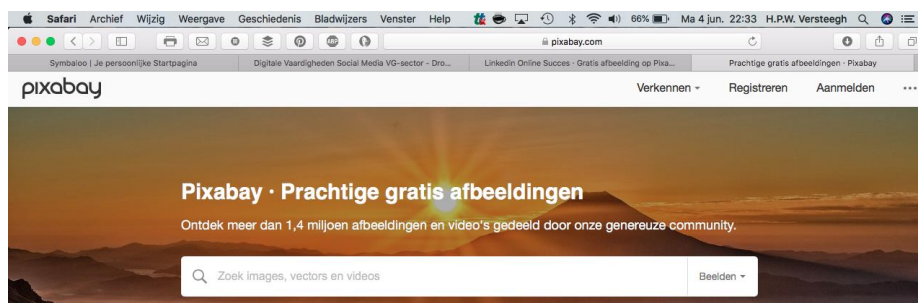 Safari Archief Wijzig Weergave Geschiedenis Bladwijzers Venster Help 66% Ma 4 jun. 22:33 H.P.W. Versteegh
pixabay.com
Symbaloo | Je persoonlijke Startpagina Digitale Vaardigheden Social Media VG-sector - Dro... Linkedin Online Succes - Gratis afbeelding op Pixa... Prachtige gratis afbeeldingen - Pixabay
pixabay Verkennen Registreren Aanmelden
Pixabay · Prachtige gratis afbeeldingen
Ontdek meer dan 1,4 miljoen afbeeldingen en video's gedeeld door onze genereuze community.
Zoek images, vectors en videos Beelden